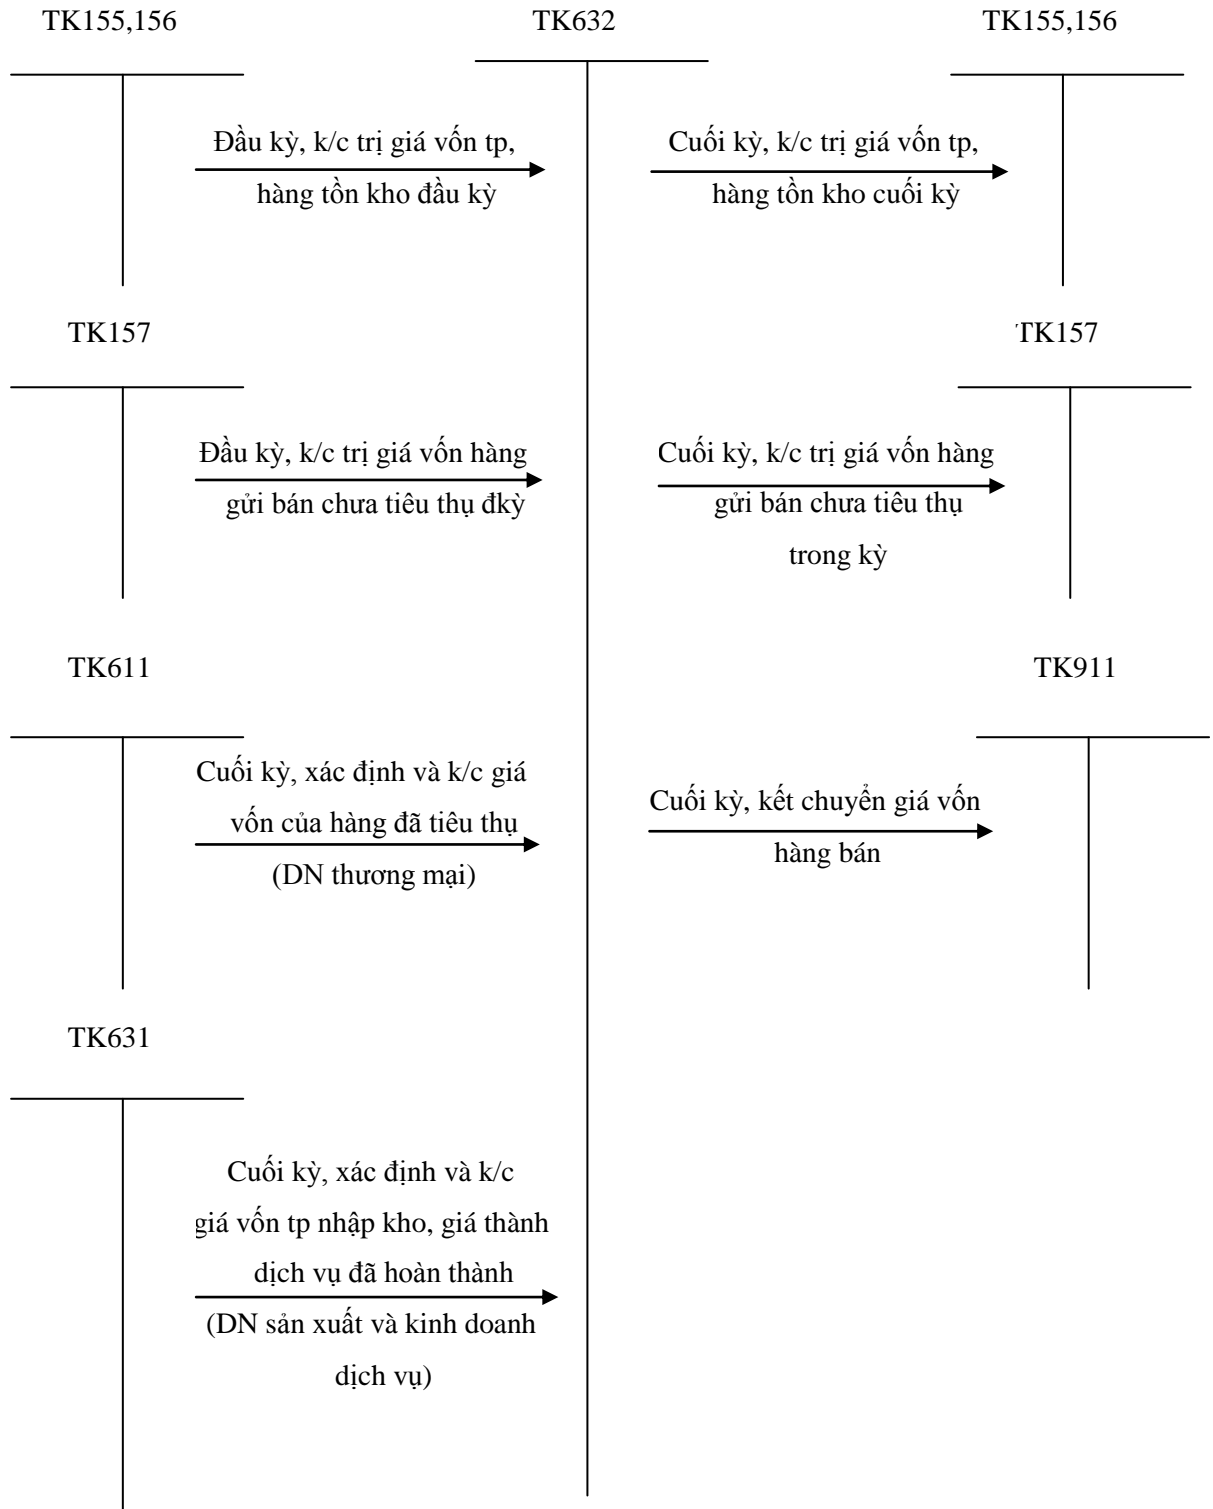 TK155,156
TK632
TK155,156
Đầu kỳ, k/c trị giá vốn tp,
hàng tồn kho đầu kỳ
Cuối kỳ, k/c trị giá vốn tp,
hàng tồn kho cuối kỳ
TK157
TK157
Đầu kỳ, k/c trị giá vốn hàng
gửi bán chưa tiêu thụ đkỳ
Cuối kỳ, k/c trị giá vốn hàng
gửi bán chưa tiêu thụ
trong kỳ
TK611
TK911
Cuối kỳ, xác định và k/c giá
vốn của hàng đã tiêu thụ
(DN thương mại)
Cuối kỳ, kết chuyển giá vốn
hàng bán
TK631
Cuối kỳ, xác định và k/c
giá vốn tp nhập kho, giá thành
dịch vụ đã hoàn thành
(DN sản xuất và kinh doanh
dịch vụ)